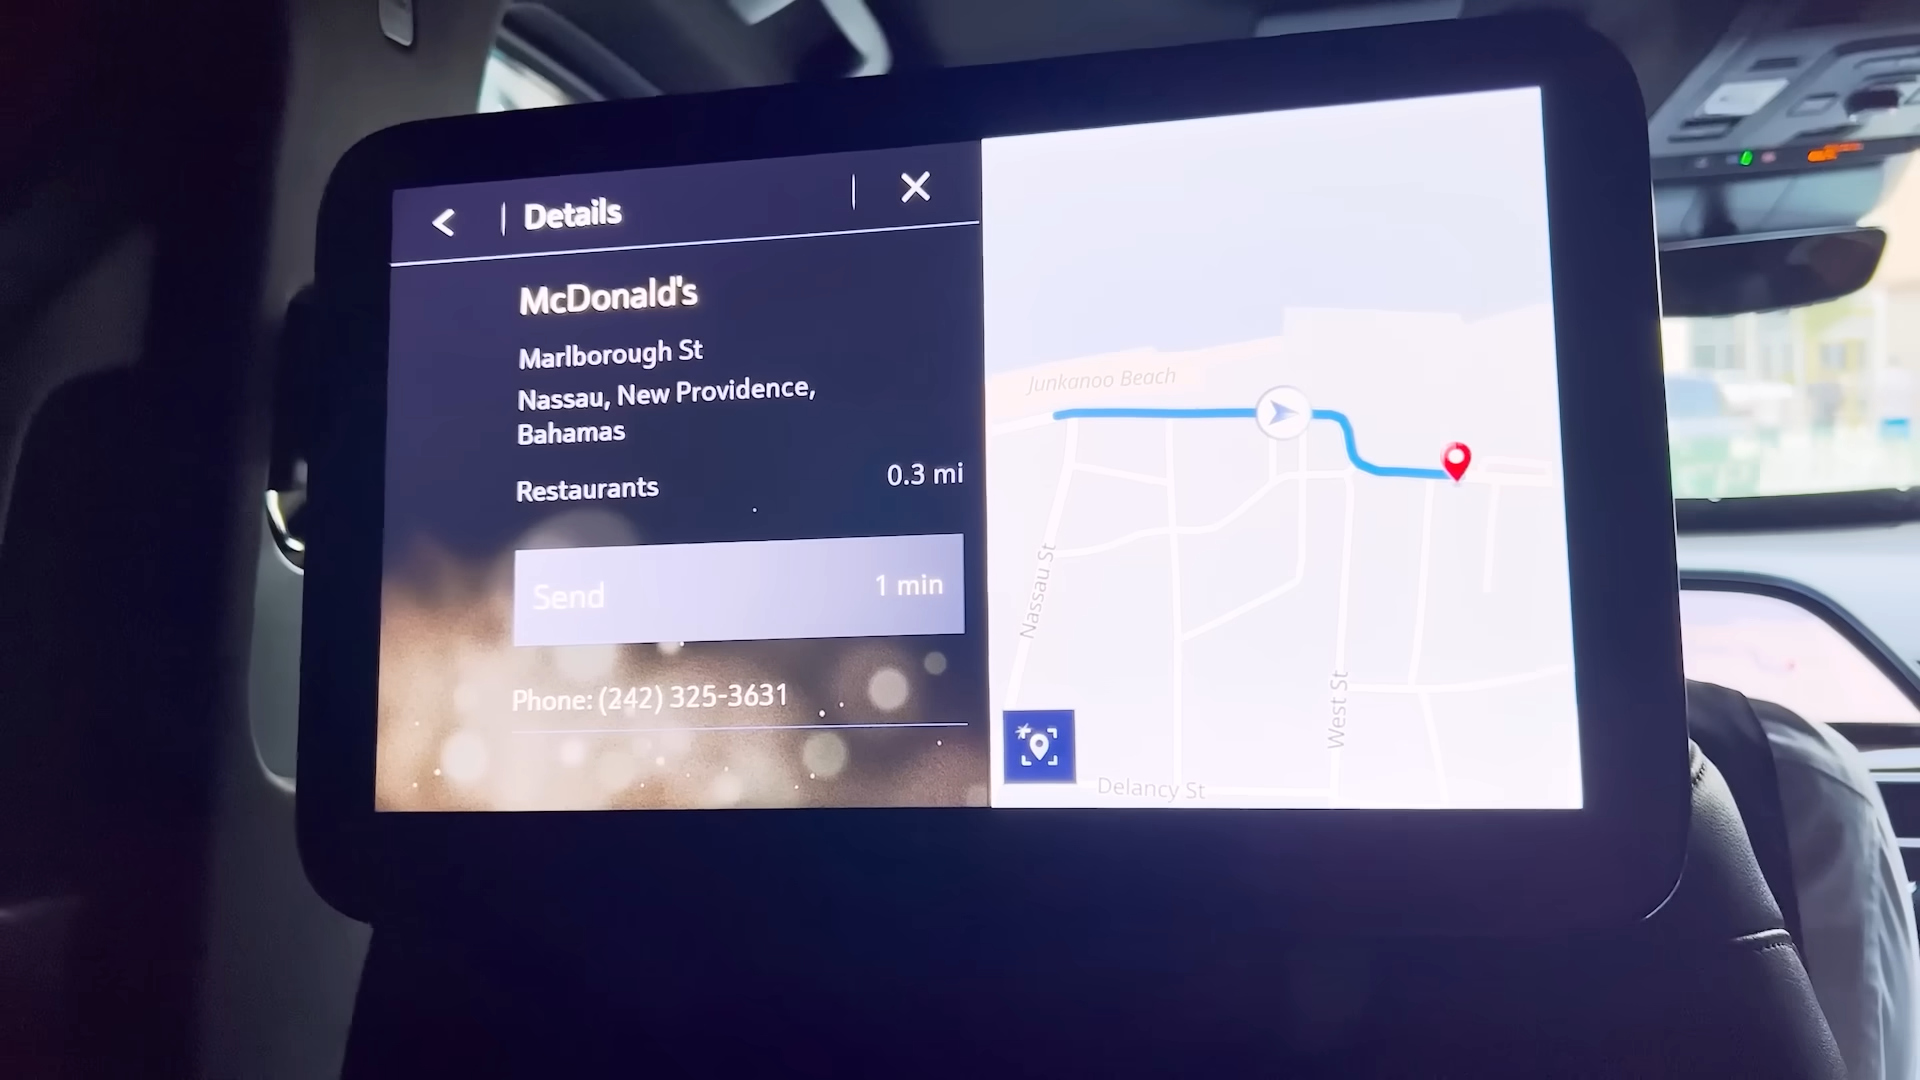 Details
McDonald's
Marlborough St
Nassau, New Providence,
Bahamas
Restaurants
0.3 mi
Send
1 min
Phone: (242) 325-3631
Junkanoo Beach
Nassau St
West St
Delancy St